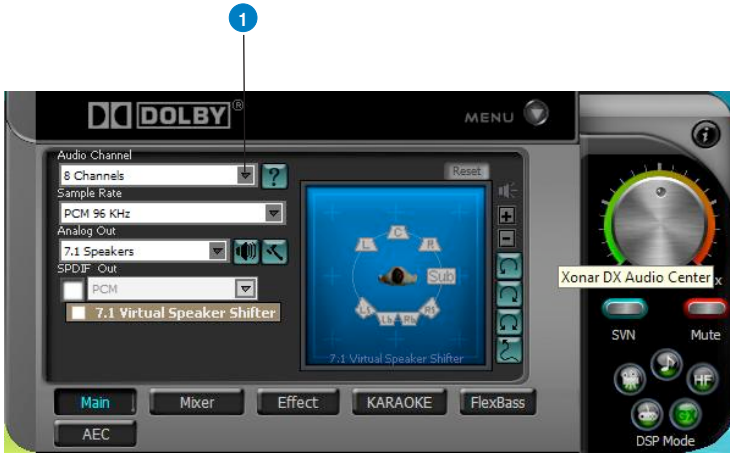 1
DOLBY®
MENU
i
Audio Channel
8 Channels
?
Reset
Sample Rate
PCM 96 KHz
Analog Out
7.1 Speakers
SPDIF Out
PCM
7.1 Virtual Speaker Shifter
L
C
R
Sub
Ls
Lb
Rb
Rs
7.1 Virtual Speaker Shifter
+
-
Xonar DX Audio Center
x
SVN
Mute
HF
DSP Mode
Main
Mixer
Effect
KARAOKE
FlexBass
AEC